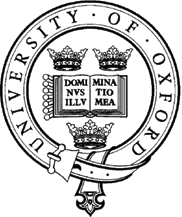 UNIVERSITY · OF · OXFORD
DOMI MINA
NVS TIO
ILLV MEA